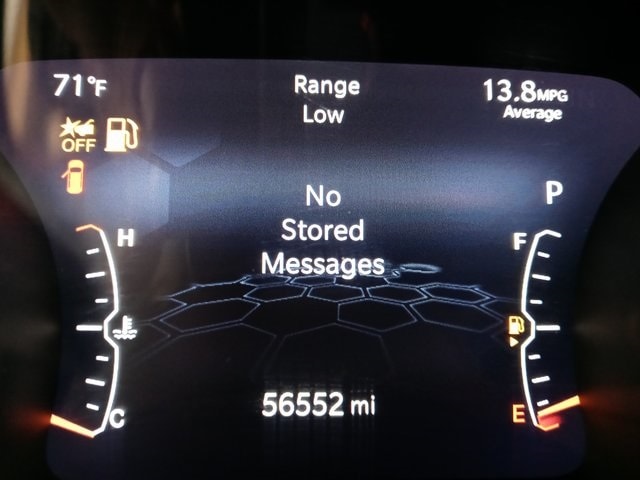 71°F
Range
Low
13.8MPG
Average
OFF
No
Stored
Messages
P
H
F
C
E
56552 mi